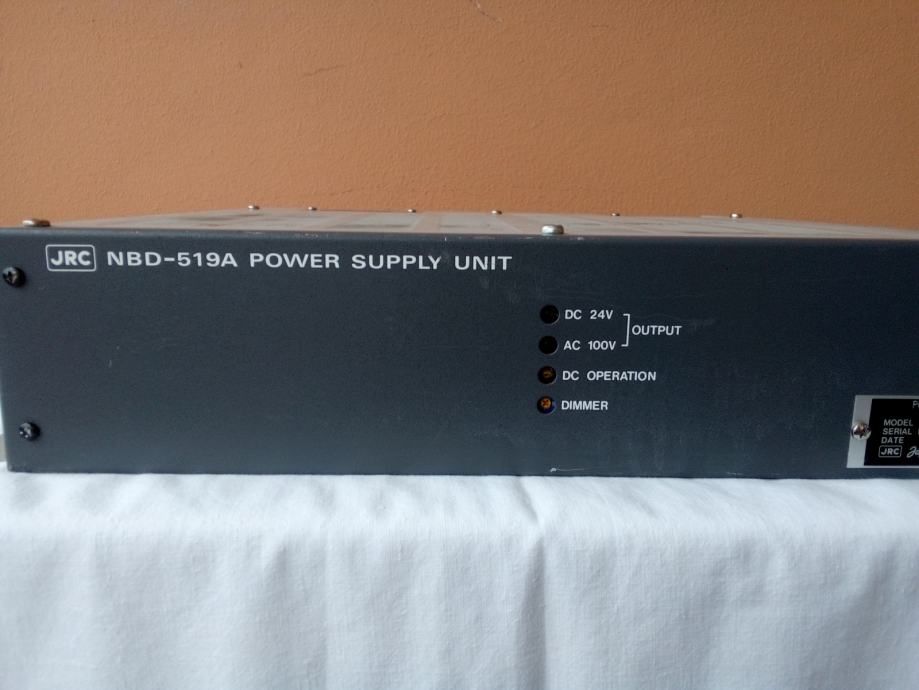 JRC NBD-519A POWER SUPPLY UNIT
DC 24V
OUTPUT
AC 100V
DC OPERATION
DIMMER
MODEL
SERIAL
DATE
JRC